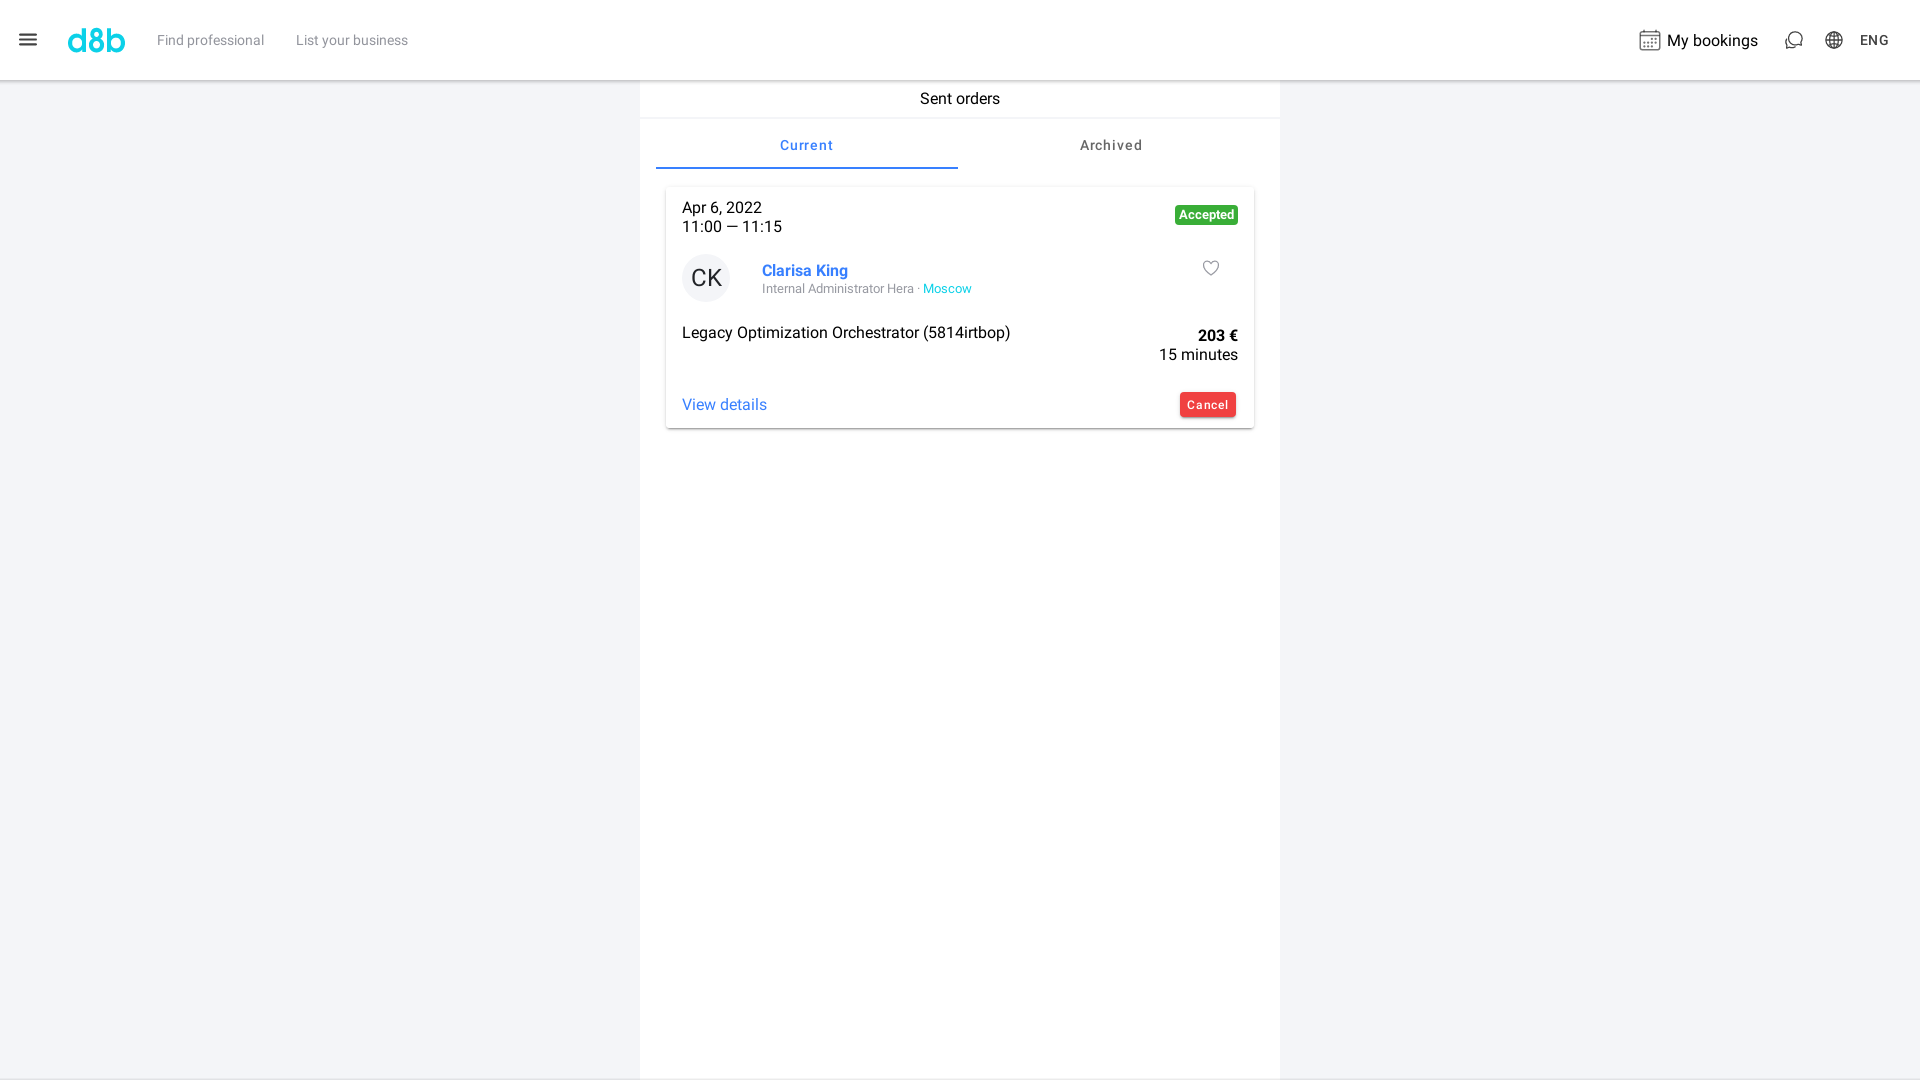 d8b
Find professional
List your business
My bookings
ENG
Sent orders
Current
Archived
Apr 6, 2022
11:00 — 11:15
Accepted
CK
Clarisa King
Internal Administrator Hera · Moscow
Legacy Optimization Orchestrator (5814irtbop)
203 €
15 minutes
View details
Cancel